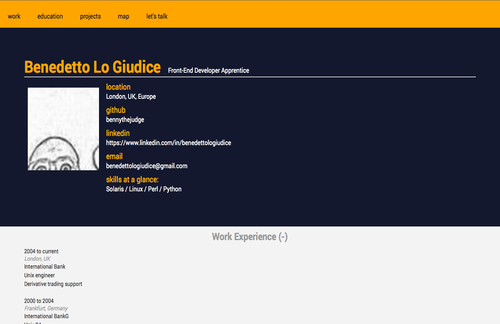 work education projects map let's talk
Benedetto Lo Giudice Front-End Developer Apprentice
location
London, UK, Europe
github
bennythejudge
linkedin
https://www.linkedin.com/in/benedettologiudice
email
benedettologiudice@gmail.com
skills at a glance:
Solaris / Linux / Perl / Python
Work Experience (-)
2004 to current
London, UK
International Bank
Unix engineer
Derivative trading support
2000 to 2004
Frankfurt, Germany
International BankG